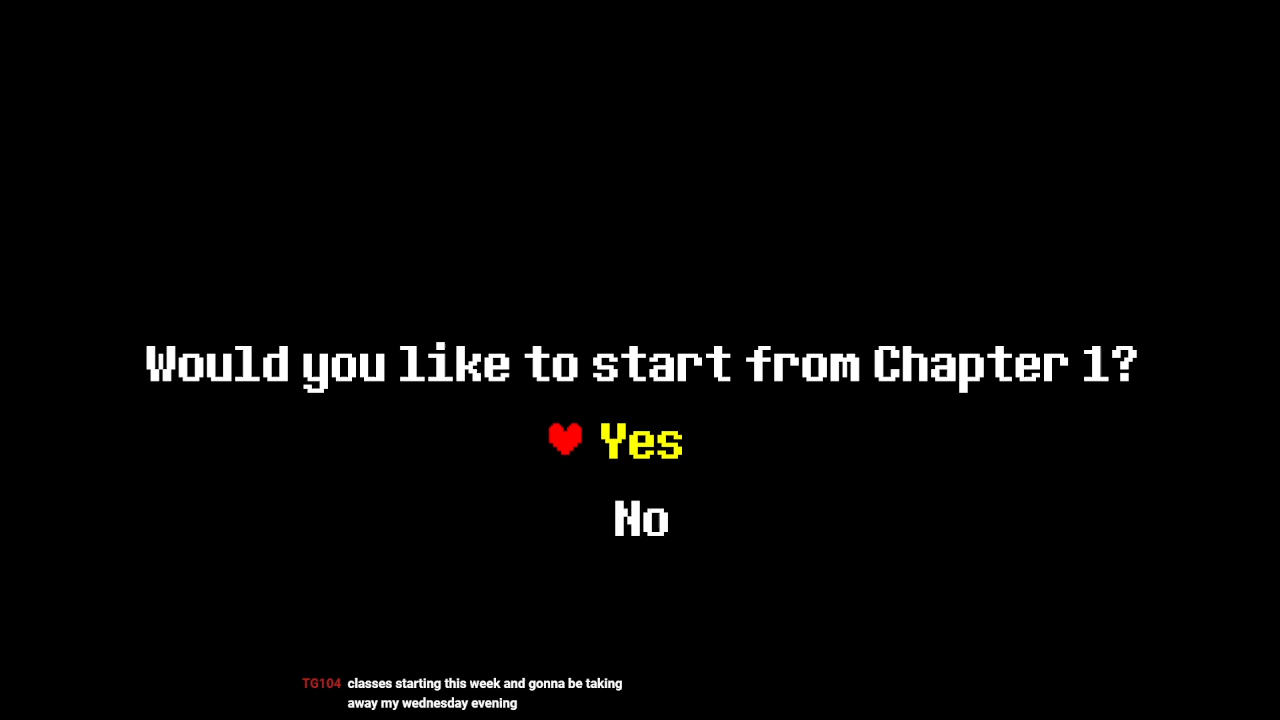 Would you like to start from Chapter 1?
Yes
No
TG104 classes starting this week and gonna be taking
away my wednesday evening